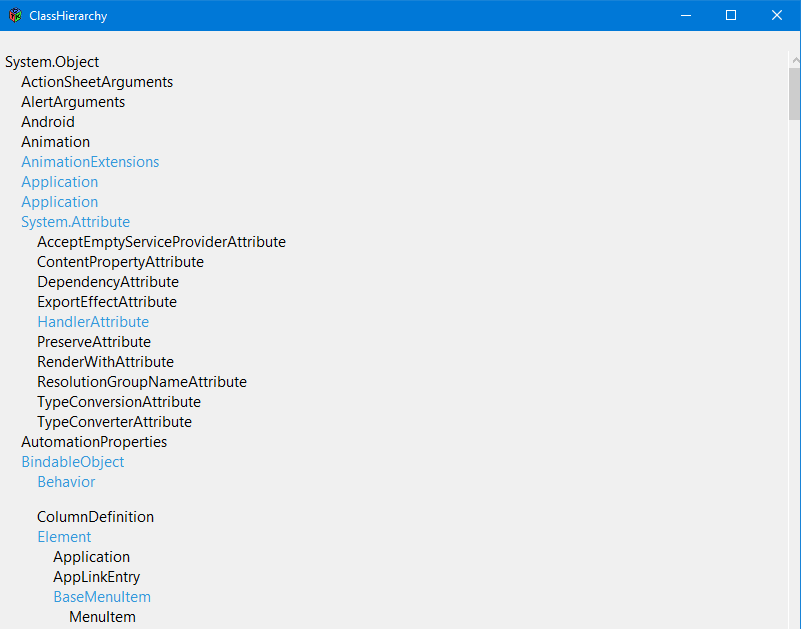 ClassHierarchy
System.Object
ActionSheetArguments
AlertArguments
Android
Animation
AnimationExtensions
Application
Application
System.Attribute
AcceptEmptyServiceProviderAttribute
ContentPropertyAttribute
DependencyAttribute
ExportEffectAttribute
HandlerAttribute
PreserveAttribute
RenderWithAttribute
ResolutionGroupNameAttribute
TypeConversionAttribute
TypeConverterAttribute
AutomationProperties
BindableObject
Behavior
ColumnDefinition
Element
Application
AppLinkEntry
BaseMenuItem
MenuItem